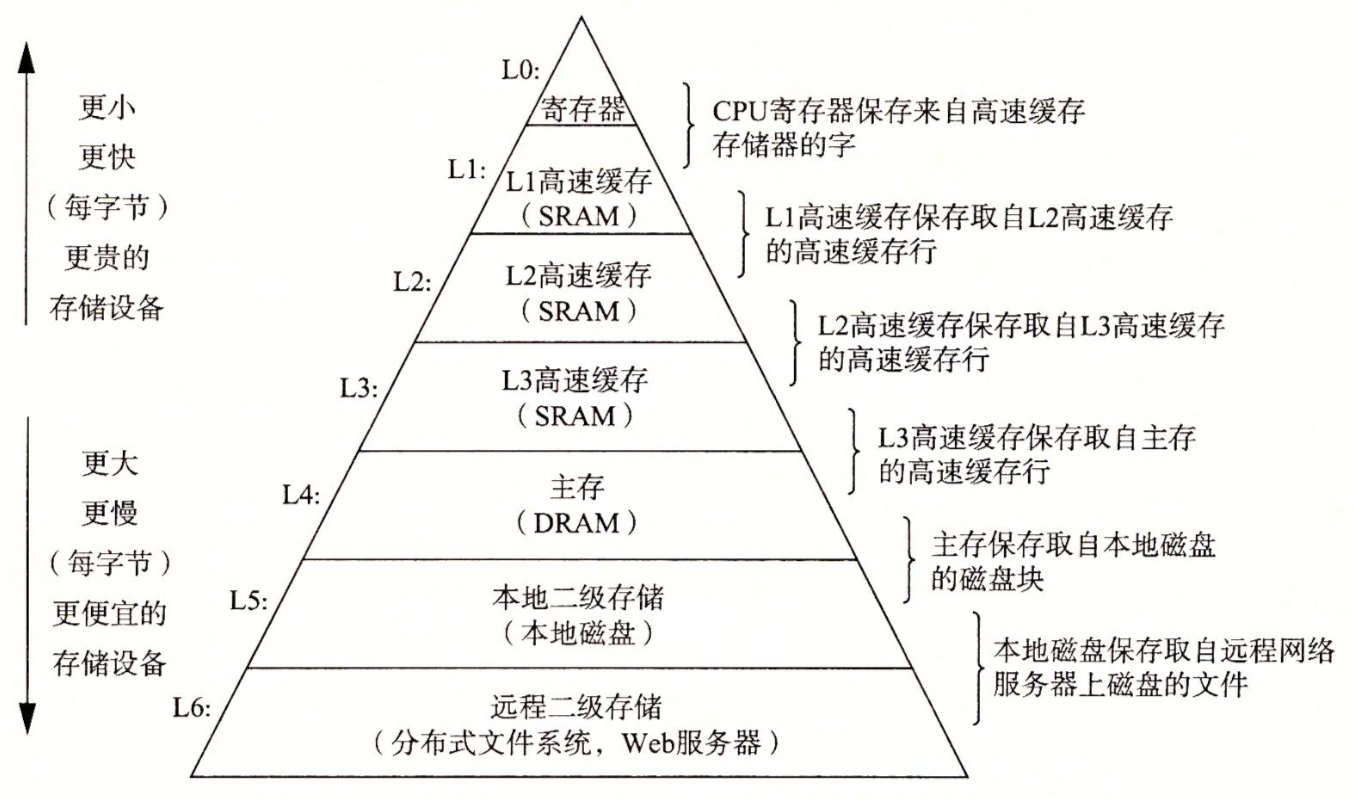 更小
更快
（每字节）
更贵的
存储设备
更大
更慢
（每字节）
更便宜的
存储设备
L0:
寄存器
L1:
L1高速缓存
（SRAM）
L2:
L2高速缓存
（SRAM）
L3:
L3高速缓存
（SRAM）
L4:
主存
（DRAM）
L5:
本地二级存储
（本地磁盘）
L6:
远程二级存储
（分布式文件系统，Web服务器）
CPU寄存器保存来自高速缓存
存储器的字
L1高速缓存保存取自L2高速缓存
的高速缓存行
L2高速缓存保存取自L3高速缓存
的高速缓存行
L3高速缓存保存取自主存
的高速缓存行
主存保存取自本地磁盘
的磁盘块
本地磁盘保存取自远程网络
服务器上磁盘的文件